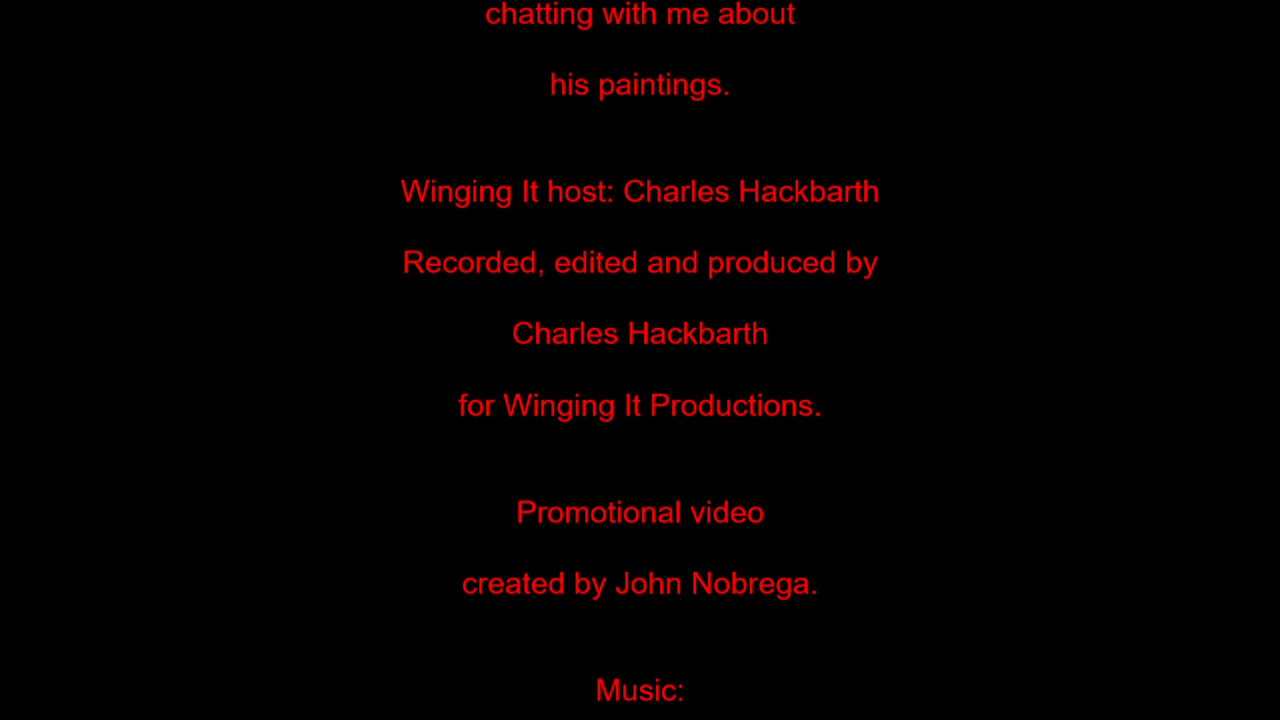 chatting with me about
his paintings.
Winging It host: Charles Hackbarth
Recorded, edited and produced by
Charles Hackbarth
for Winging It Productions.
Promotional video
created by John Nobrega.
Music: